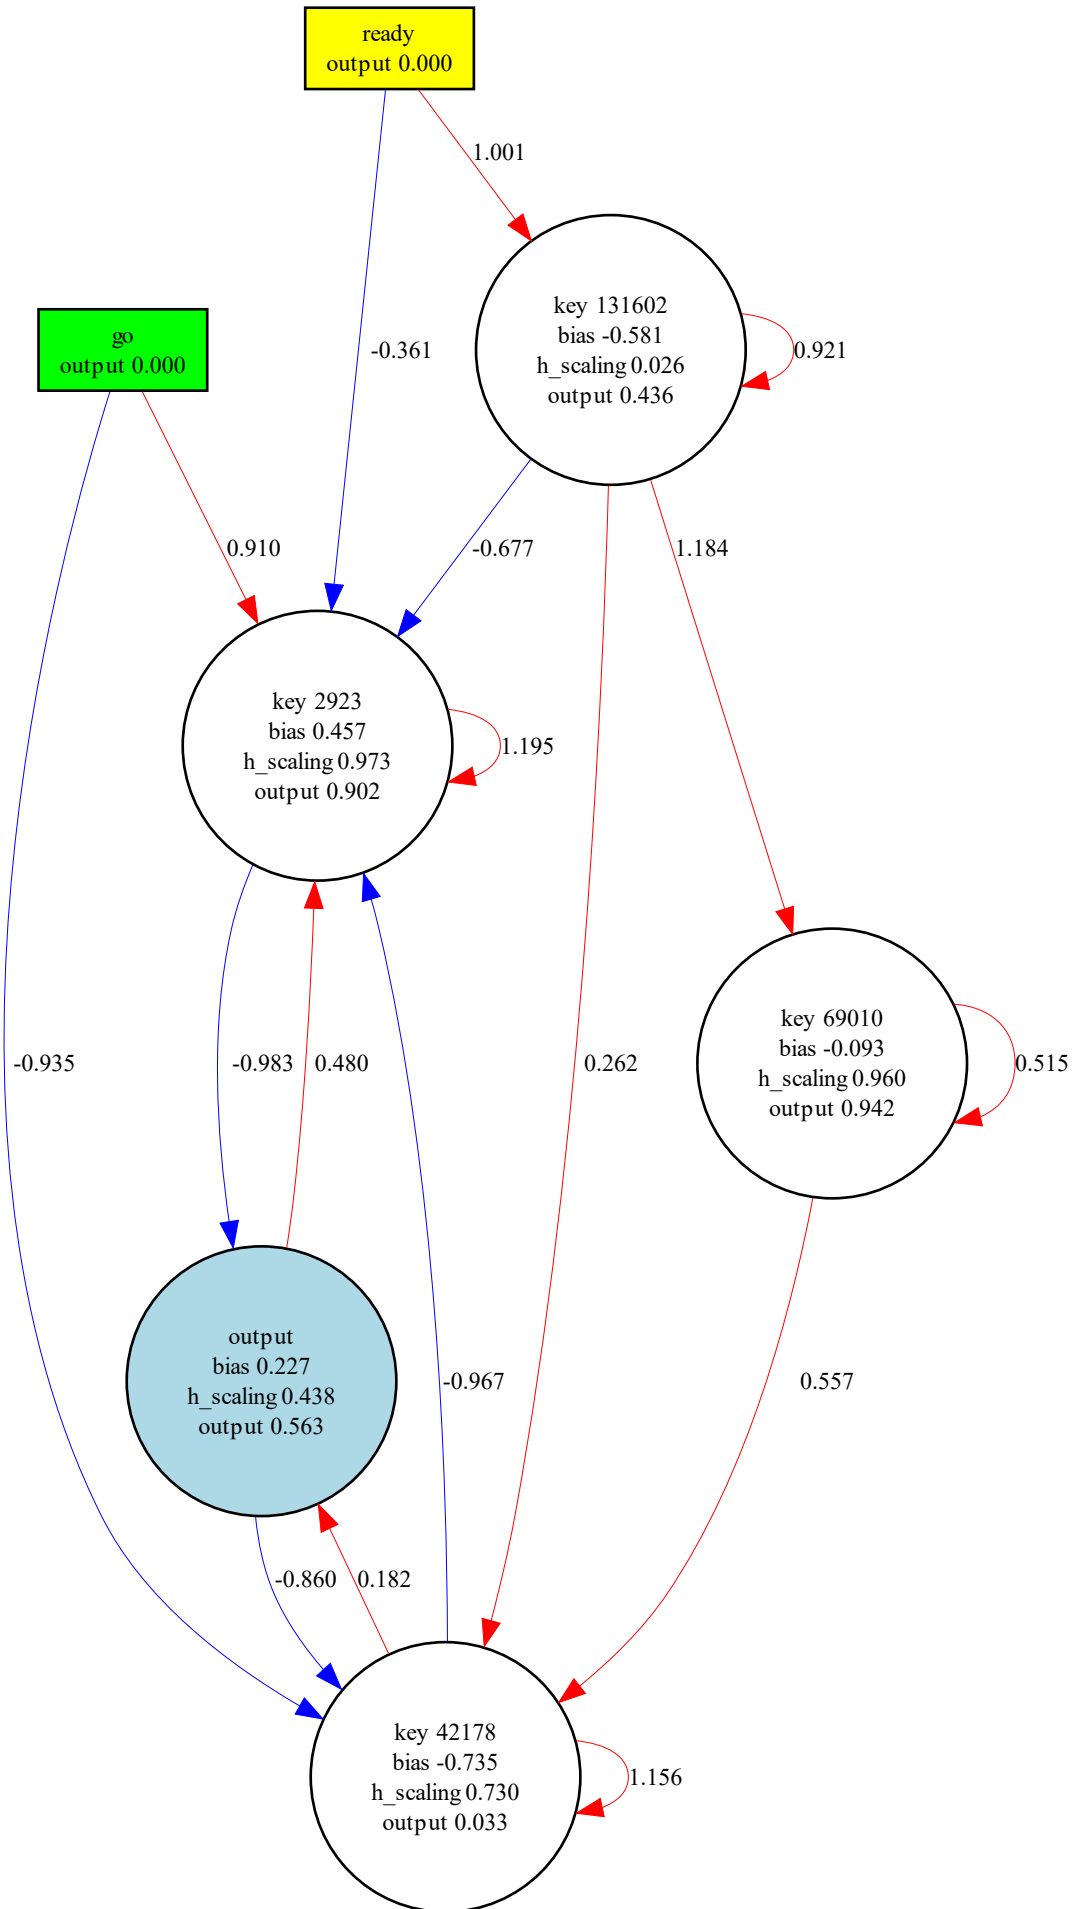 ready
output 0.000
1.001
key 131602
bias -0.581
h_scaling 0.026
output 0.436
0.921
go
output 0.000
-0.361
0.910
-0.677
1.184
key 2923
bias 0.457
h_scaling 0.973
output 0.902
1.195
key 69010
bias -0.093
h_scaling 0.960
output 0.942
0.515
-0.935
-0.983
0.480
0.262
output
bias 0.227
h_scaling 0.438
output 0.563
-0.967
0.557
-0.860
0.182
key 42178
bias -0.735
h_scaling 0.730
output 0.033
1.156